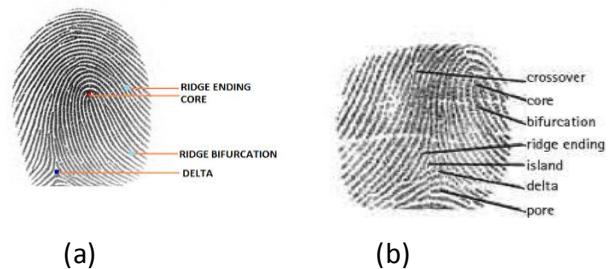 RIDGE ENDING
CORE
RIDGE BIFURCATION
DELTA
crossover
core
bifurcation
ridge ending
island
delta
pore
(a)
(b)